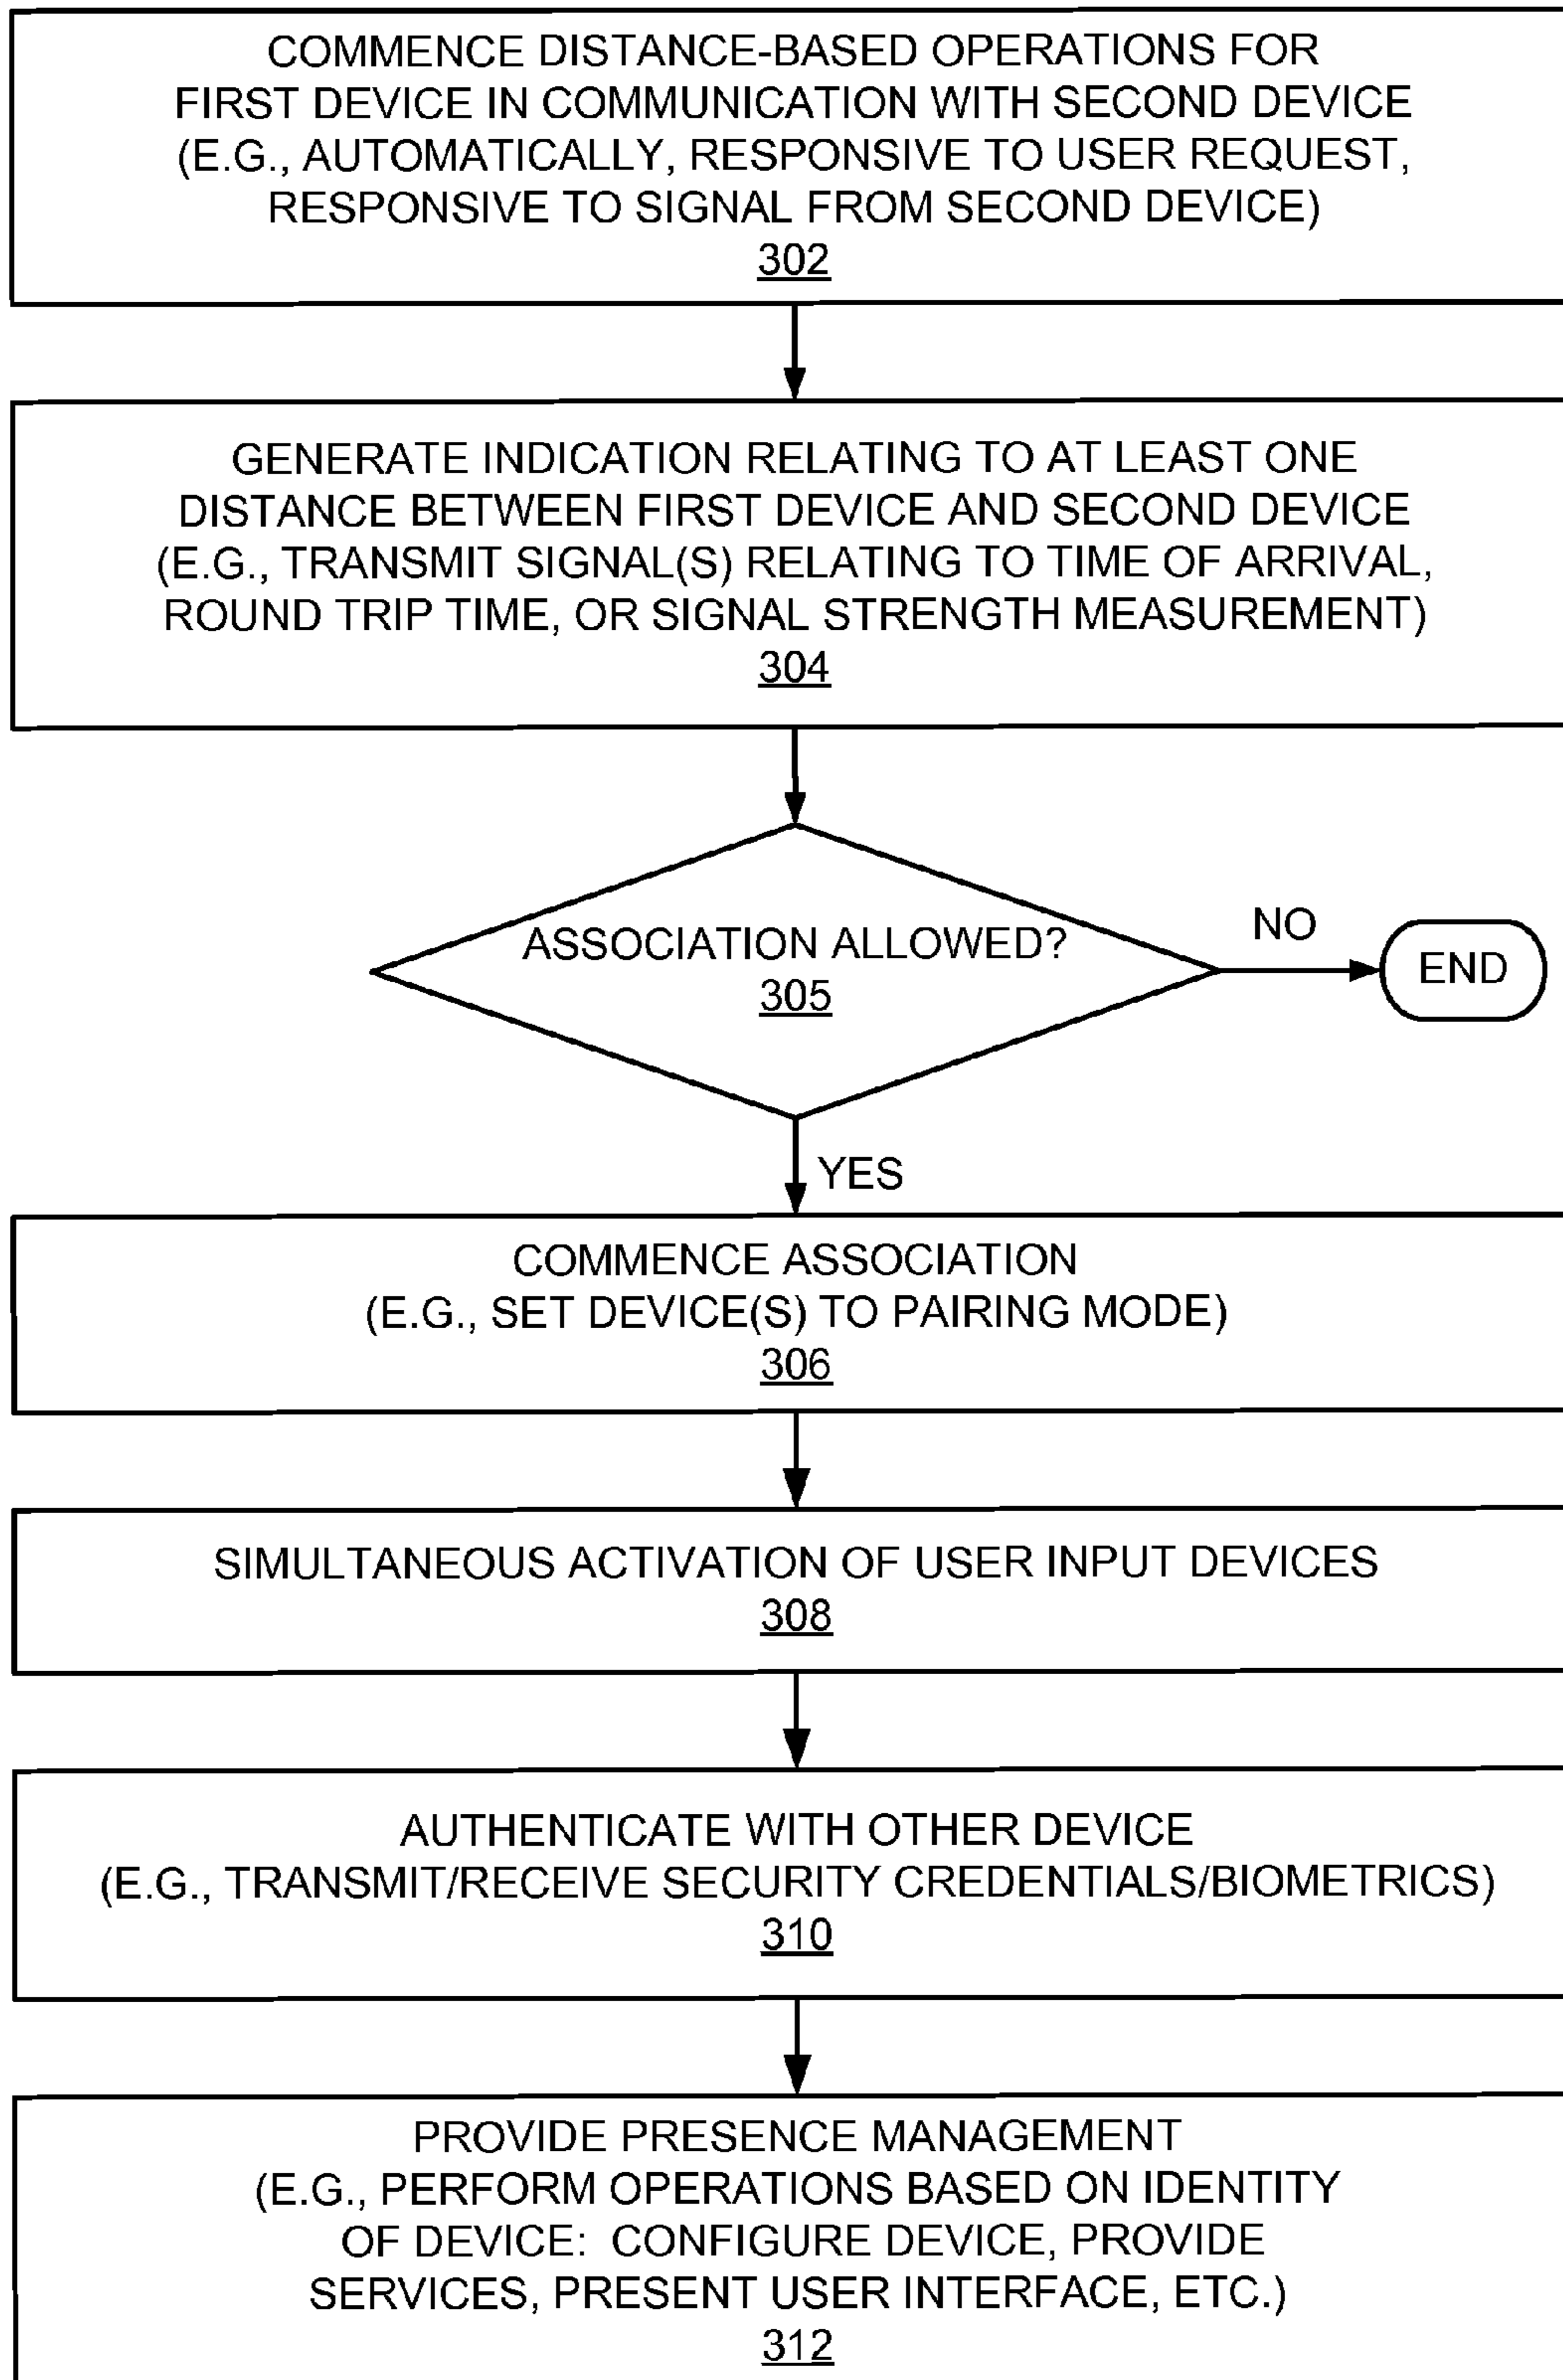 COMMENCE DISTANCE-BASED OPERATIONS FOR
FIRST DEVICE IN COMMUNICATION WITH SECOND DEVICE
(E.G., AUTOMATICALLY, RESPONSIVE TO USER REQUEST,
RESPONSIVE TO SIGNAL FROM SECOND DEVICE)
302
GENERATE INDICATION RELATING TO AT LEAST ONE
DISTANCE BETWEEN FIRST DEVICE AND SECOND DEVICE
(E.G., TRANSMIT SIGNAL(S) RELATING TO TIME OF ARRIVAL,
ROUND TRIP TIME, OR SIGNAL STRENGTH MEASUREMENT)
304
ASSOCIATION ALLOWED?
305
NO
END
YES
COMMENCE ASSOCIATION
(E.G., SET DEVICE(S) TO PAIRING MODE)
306
SIMULTANEOUS ACTIVATION OF USER INPUT DEVICES
308
AUTHENTICATE WITH OTHER DEVICE
(E.G., TRANSMIT/RECEIVE SECURITY CREDENTIALS/BIOMETRICS)
310
PROVIDE PRESENCE MANAGEMENT
(E.G., PERFORM OPERATIONS BASED ON IDENTITY
OF DEVICE: CONFIGURE DEVICE, PROVIDE
SERVICES, PRESENT USER INTERFACE, ETC.)
312